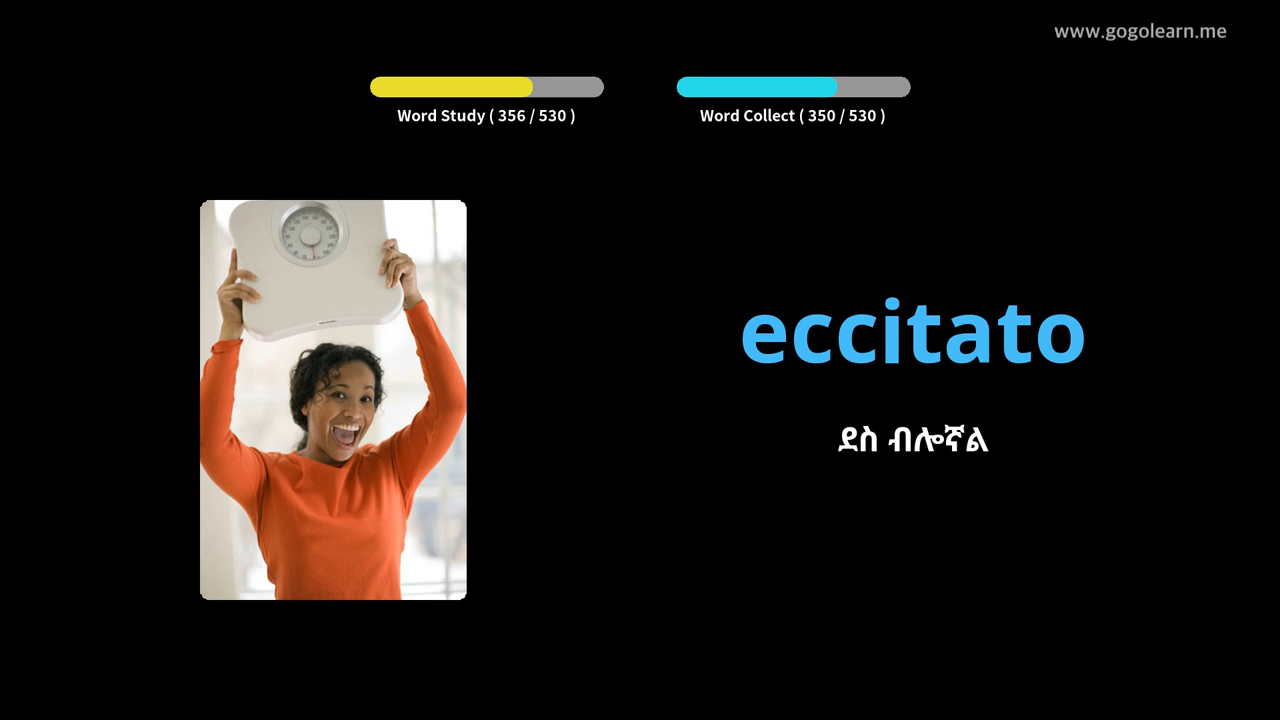 www.gogolearn.me
Word Study ( 356 / 530 )
Word Collect ( 350 / 530 )
eccitato
ደስ ብሎኛል